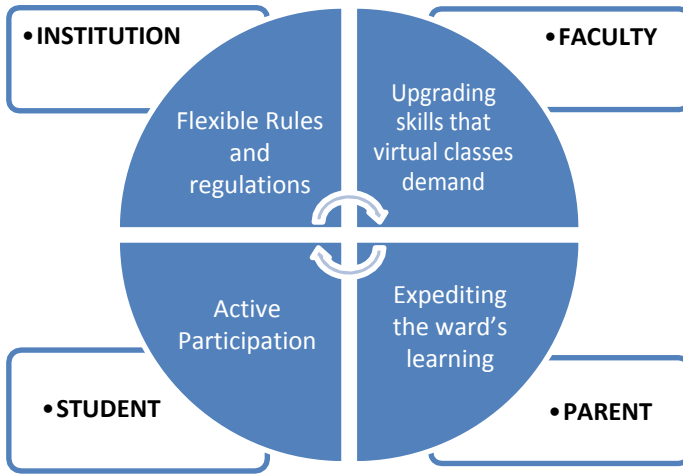 •INSTITUTION
•FACULTY
Flexible Rules
and
regulations
Upgrading
skills that
virtual classes
demand
Active
Participation
Expediting
the ward’s
learning
•STUDENT
•PARENT